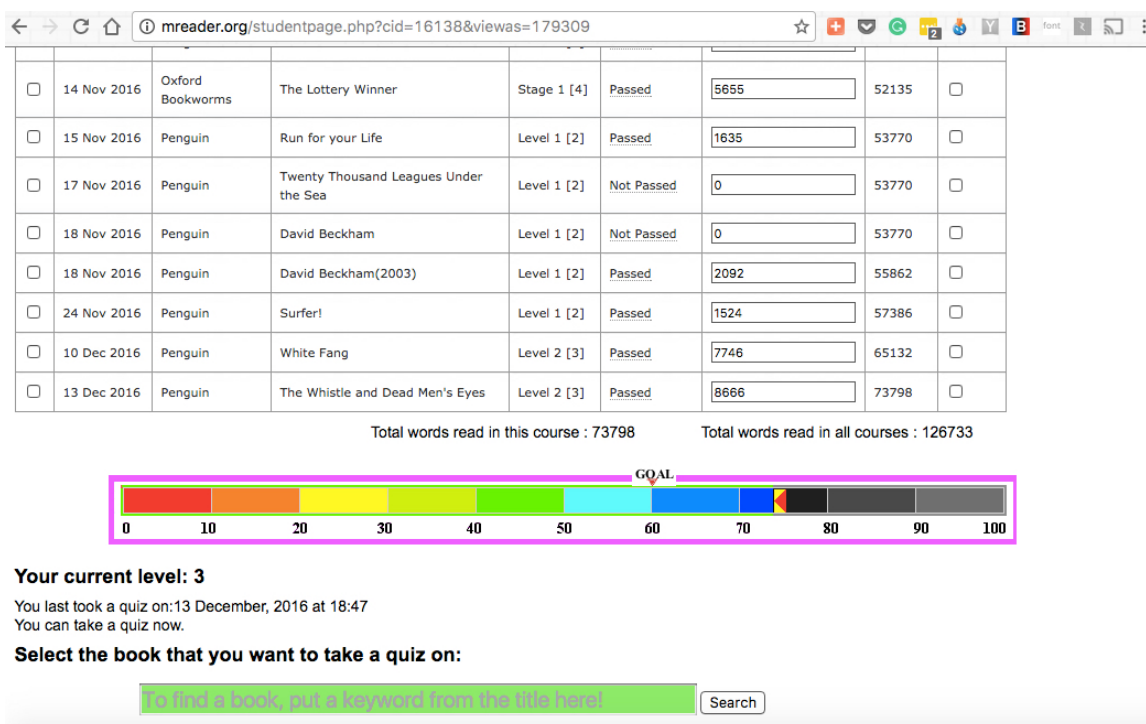 mreader.org/studentpage.php?cid=16138&viewas=179309
2
Y
B
font
14 Nov 2016 Oxford Bookworms The Lottery Winner Stage 1 [4] Passed 5655 52135
15 Nov 2016 Penguin Run for your Life Level 1 [2] Passed 1635 53770
17 Nov 2016 Penguin Twenty Thousand Leagues Under the Sea Level 1 [2] Not Passed 0 53770
18 Nov 2016 Penguin David Beckham Level 1 [2] Not Passed 0 53770
18 Nov 2016 Penguin David Beckham(2003) Level 1 [2] Passed 2092 55862
24 Nov 2016 Penguin Surfer! Level 1 [2] Passed 1524 57386
10 Dec 2016 Penguin White Fang Level 2 [3] Passed 7746 65132
13 Dec 2016 Penguin The Whistle and Dead Men's Eyes Level 2 [3] Passed 8666 73798
Total words read in this course : 73798 Total words read in all courses : 126733
GOAL
0 10 20 30 40 50 60 70 80 90 100
Your current level: 3
You last took a quiz on:13 December, 2016 at 18:47
You can take a quiz now.
Select the book that you want to take a quiz on:
To find a book, put a keyword from the title here! Search